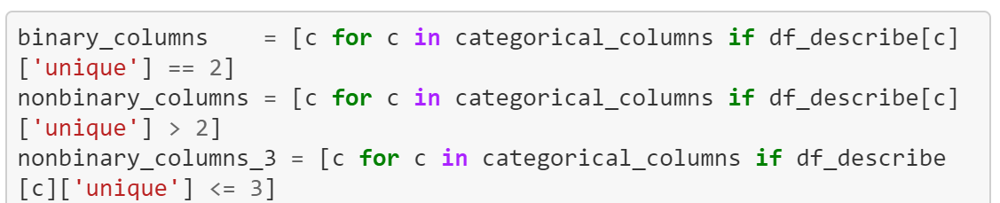 binary_columns    = [c for c in categorical_columns if df_describe[c]
['unique'] == 2]
nonbinary_columns = [c for c in categorical_columns if df_describe[c]
['unique'] > 2]
nonbinary_columns_3 = [c for c in categorical_columns if df_describe
[c]['unique'] <= 3]